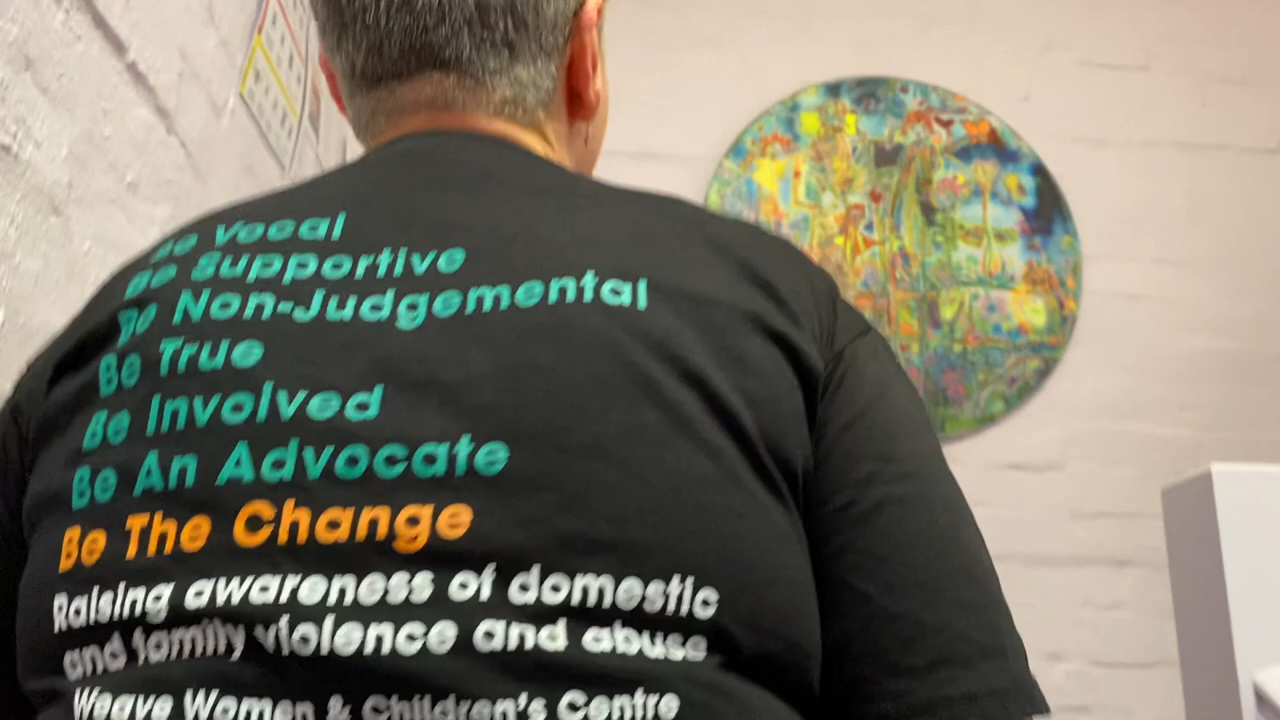 Be Vocal
Be Supportive
Be Non-Judgemental
Be True
Be Involved
Be An Advocate
Be The Change
Raising awareness of domestic
and family violence and abuse
Weave Women & Children's Centre